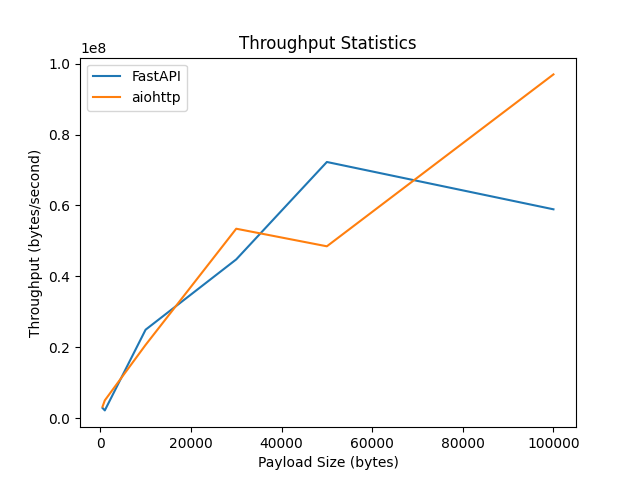 Throughput Statistics
1e8
FastAPI
aiohttp
Throughput (bytes/second)
1.0
0.8
0.6
0.4
0.2
0.0
0 20000 40000 60000 80000 100000
Payload Size (bytes)